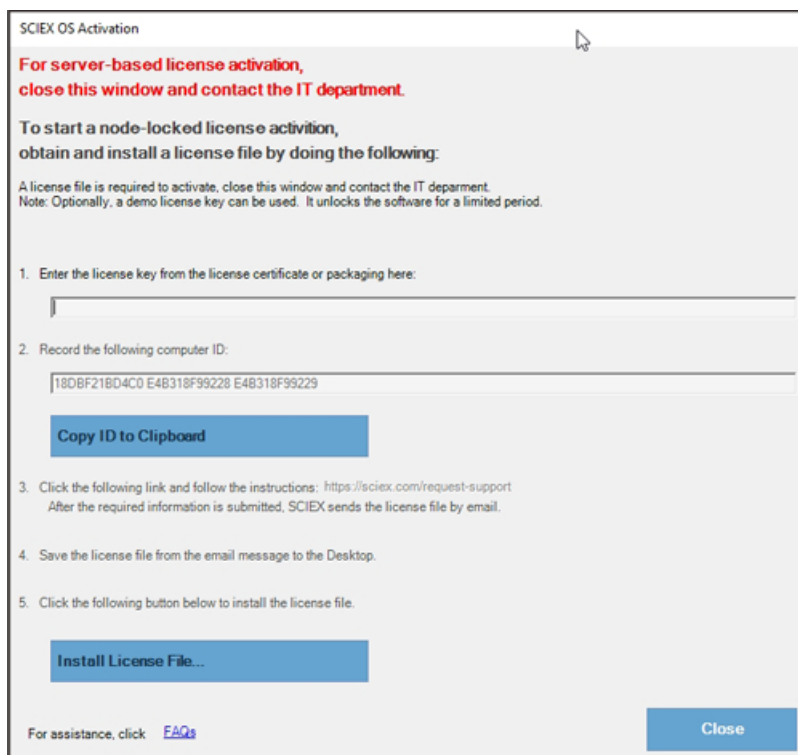 SCIEX OS Activation
For server-based license activation,
close this window and contact the IT department.
To start a node-locked license activition,
obtain and install a license file by doing the following:
A license file is required to activate, close this window and contact the IT deparment.
Note: Optionally, a demo license key can be used. It unlocks the software for a limited period.
1. Enter the license key from the license certificate or packaging here:
2. Record the following computer ID:
18DBF21BD4C0 E4B318F99228 E4B318F99229
Copy ID to Clipboard
3. Click the following link and follow the instructions: https://sciex.com/request-support
After the required information is submitted, SCIEX sends the license file by email.
4. Save the license file from the email message to the Desktop.
5. Click the following button below to install the license file.
Install License File...
For assistance, click FAQs
Close